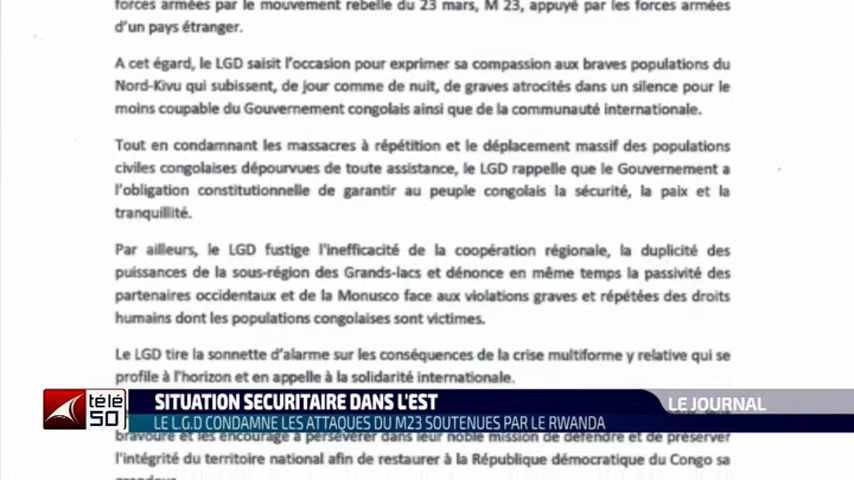 forces armées par le mouvement rebelle du 23 mars, M 23, appuyé par les forces armées
d'un pays étranger.
A cet égard, le LGD saisit l'occasion pour exprimer sa compassion aux braves populations du
Nord-Kivu qui subissent, de jour comme de nuit, de graves atrocités dans un silence pour le
moins coupable du Gouvernement congolais ainsi que de la communauté internationale.
Tout en condamnant les massacres à répétition et le déplacement massif des populations
civiles congolaises dépourvues de toute assistance, le LGD rappelle que le Gouvernement a
l'obligation constitutionnelle de garantir au peuple congolais la sécurité, la paix et la
tranquillité.
Par ailleurs, le LGD fustige l'inefficacité de la coopération régionale, la duplicité des
puissances de la sous-région des Grands-lacs et dénonce en même temps la passivité des
partenaires occidentaux et de la Monusco face aux violations graves et répétées des droits
humains dont les populations congolaises sont victimes.
Le LGD tire la sonnette d'alarme sur les conséquences de la crise multiforme y relative qui se
profile à l'horizon et en appelle à la solidarité internationale.
télé
50
SITUATION SECURITAIRE DANS L'EST
LE JOURNAL
LE L.G.D CONDAMNE LES ATTAQUES DU M23 SOUTENUES PAR LE RWANDA
bravoure et les encourage à persévérer dans leur noble mission de défendre et de préserver
l'intégrité du territoire national afin de restaurer à la République démocratique du Congo sa